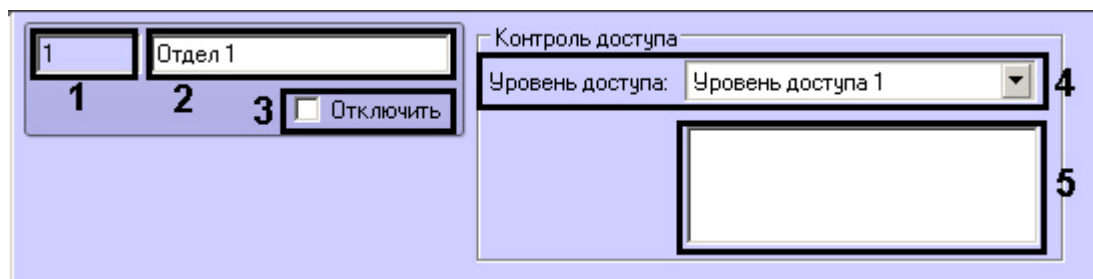 1 Отдел 1
1 2
3 Отключить
Контроль доступа
Уровень доступа: Уровень доступа 1 4
5